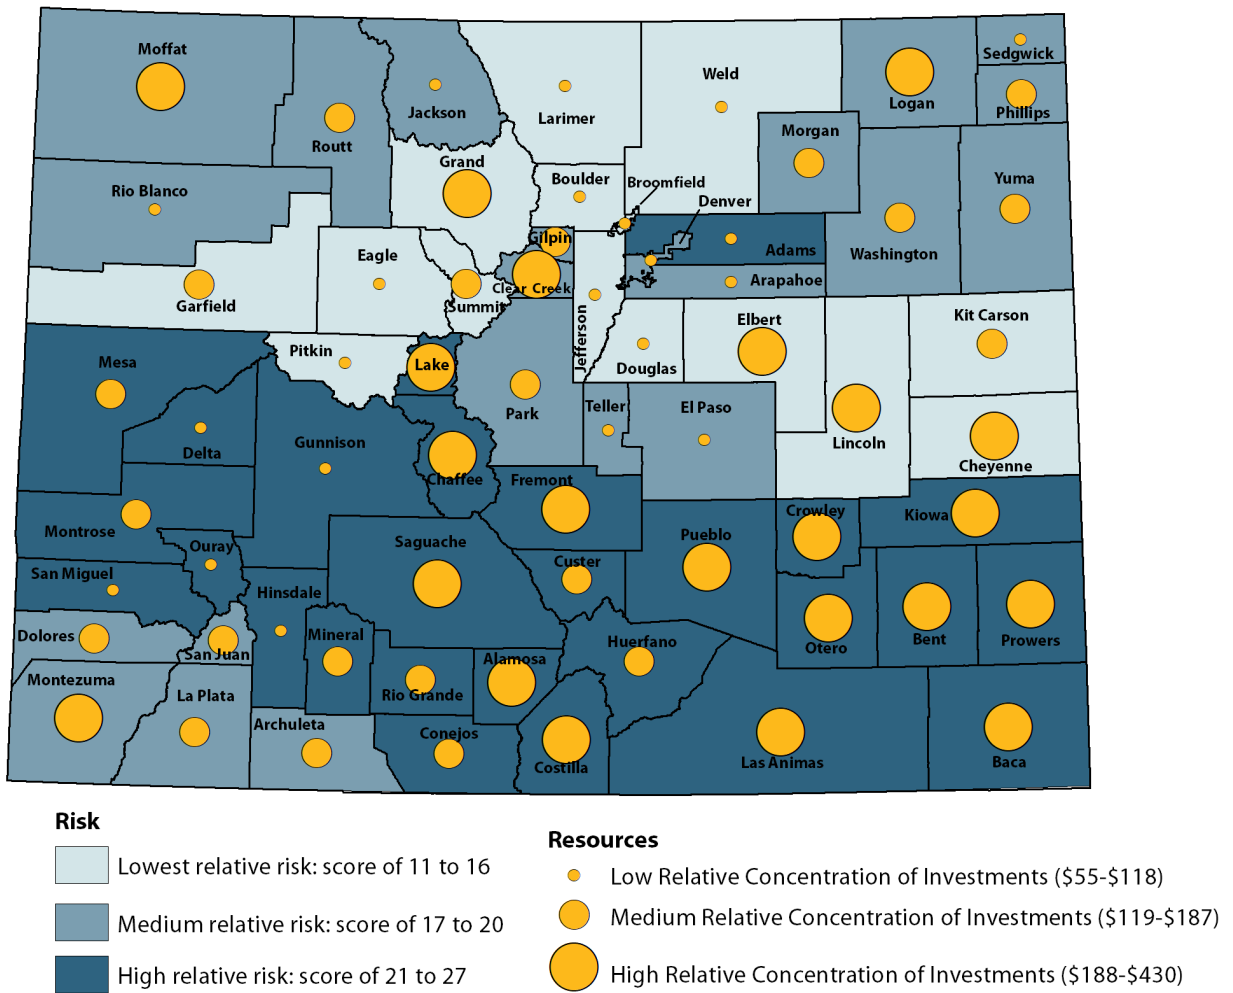 Moffat
Routt
Jackson
Larimer
Weld
Logan
Sedgwick
Phillips
Morgan
Grand
Boulder
Broomfield
Denver
Rio Blanco
Yuma
Washington
Gilpin
Adams
Eagle
Clear Creek
Arapahoe
Garfield
Summit
Jefferson
Elbert
Kit Carson
Pitkin
Mesa
Lake
Douglas
Park
Teller
El Paso
Lincoln
Cheyenne
Delta
Gunnison
Chaffee
Fremont
Crowley
Kiowa
Montrose
Ouray
Saguache
Pueblo
Custer
San Miguel
Hinsdale
Dolores
San Juan
Mineral
Huerfano
Otero
Bent
Prowers
Montezuma
La Plata
Rio Grande
Alamosa
Archuleta
Conejos
Costilla
Las Animas
Baca
Risk
Lowest relative risk: score of 11 to 16
Medium relative risk: score of 17 to 20
High relative risk: score of 21 to 27
Resources
Low Relative Concentration of Investments ($55-$118)
Medium Relative Concentration of Investments ($119-$187)
High Relative Concentration of Investments ($188-$430)